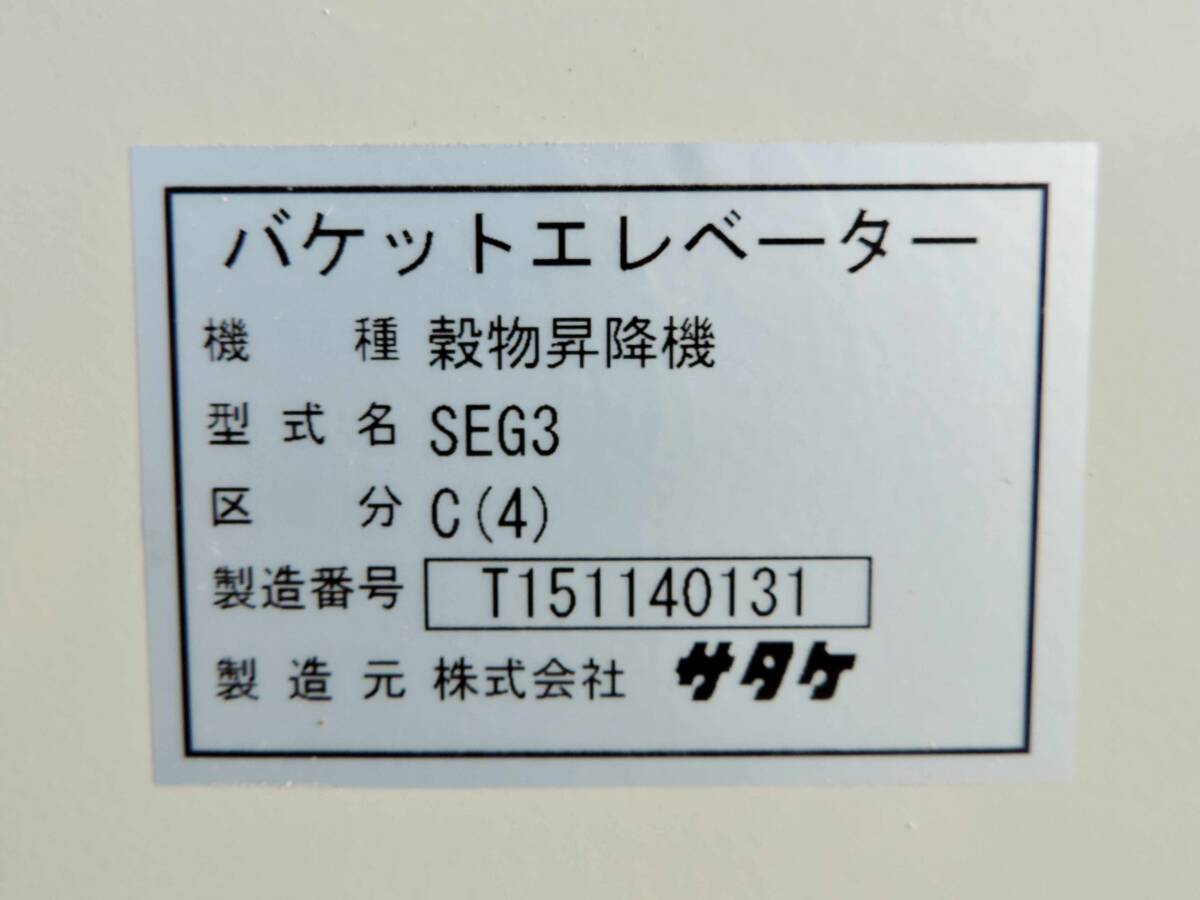 バケットエレベーター
機種 穀物昇降機
型式名 SEG3
区分 C(4)
製造番号 T151140131
製造元 株式会社 サタケ